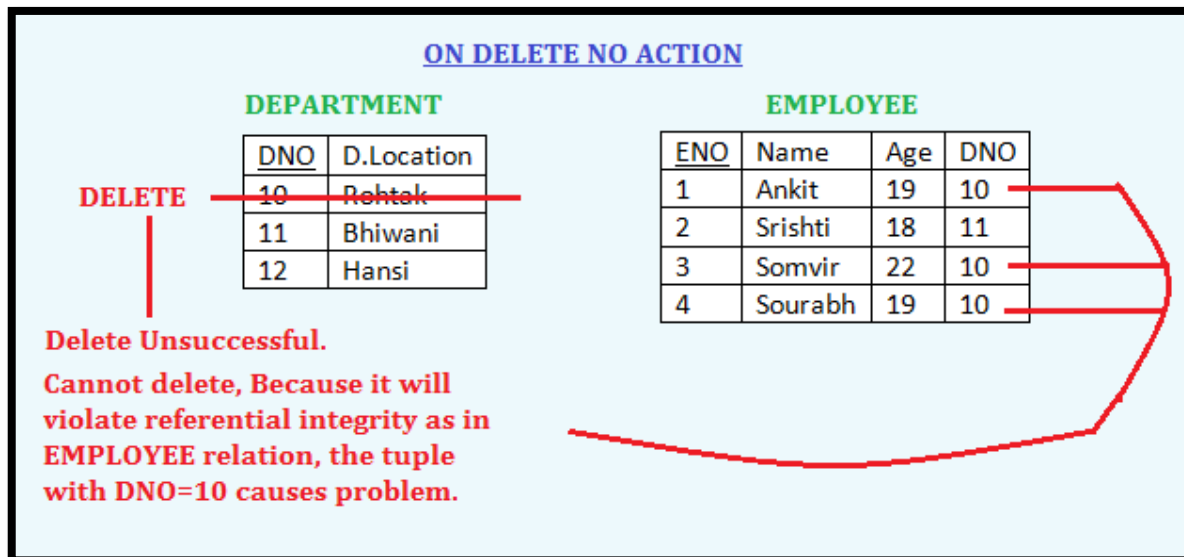 ON DELETE NO ACTION
DEPARTMENT
DNO D.Location
10 Rohtak
11 Bhiwani
12 Hansi
EMPLOYEE
ENO Name Age DNO
1 Ankit 19 10
2 Srishti 18 11
3 Somvir 22 10
4 Sourabh 19 10
DELETE
Delete Unsuccessful.
Cannot delete, Because it will
violate referential integrity as in
EMPLOYEE relation, the tuple
with DNO=10 causes problem.